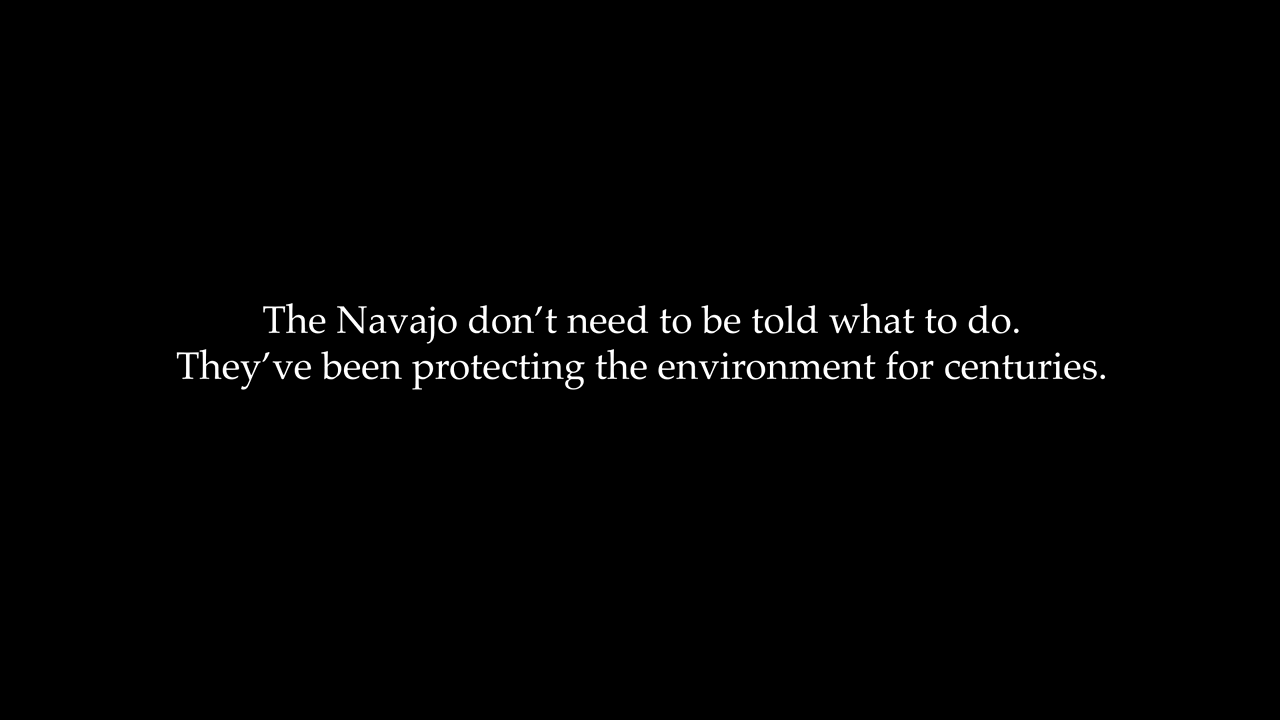 The Navajo don’t need to be told what to do.
They’ve been protecting the environment for centuries.